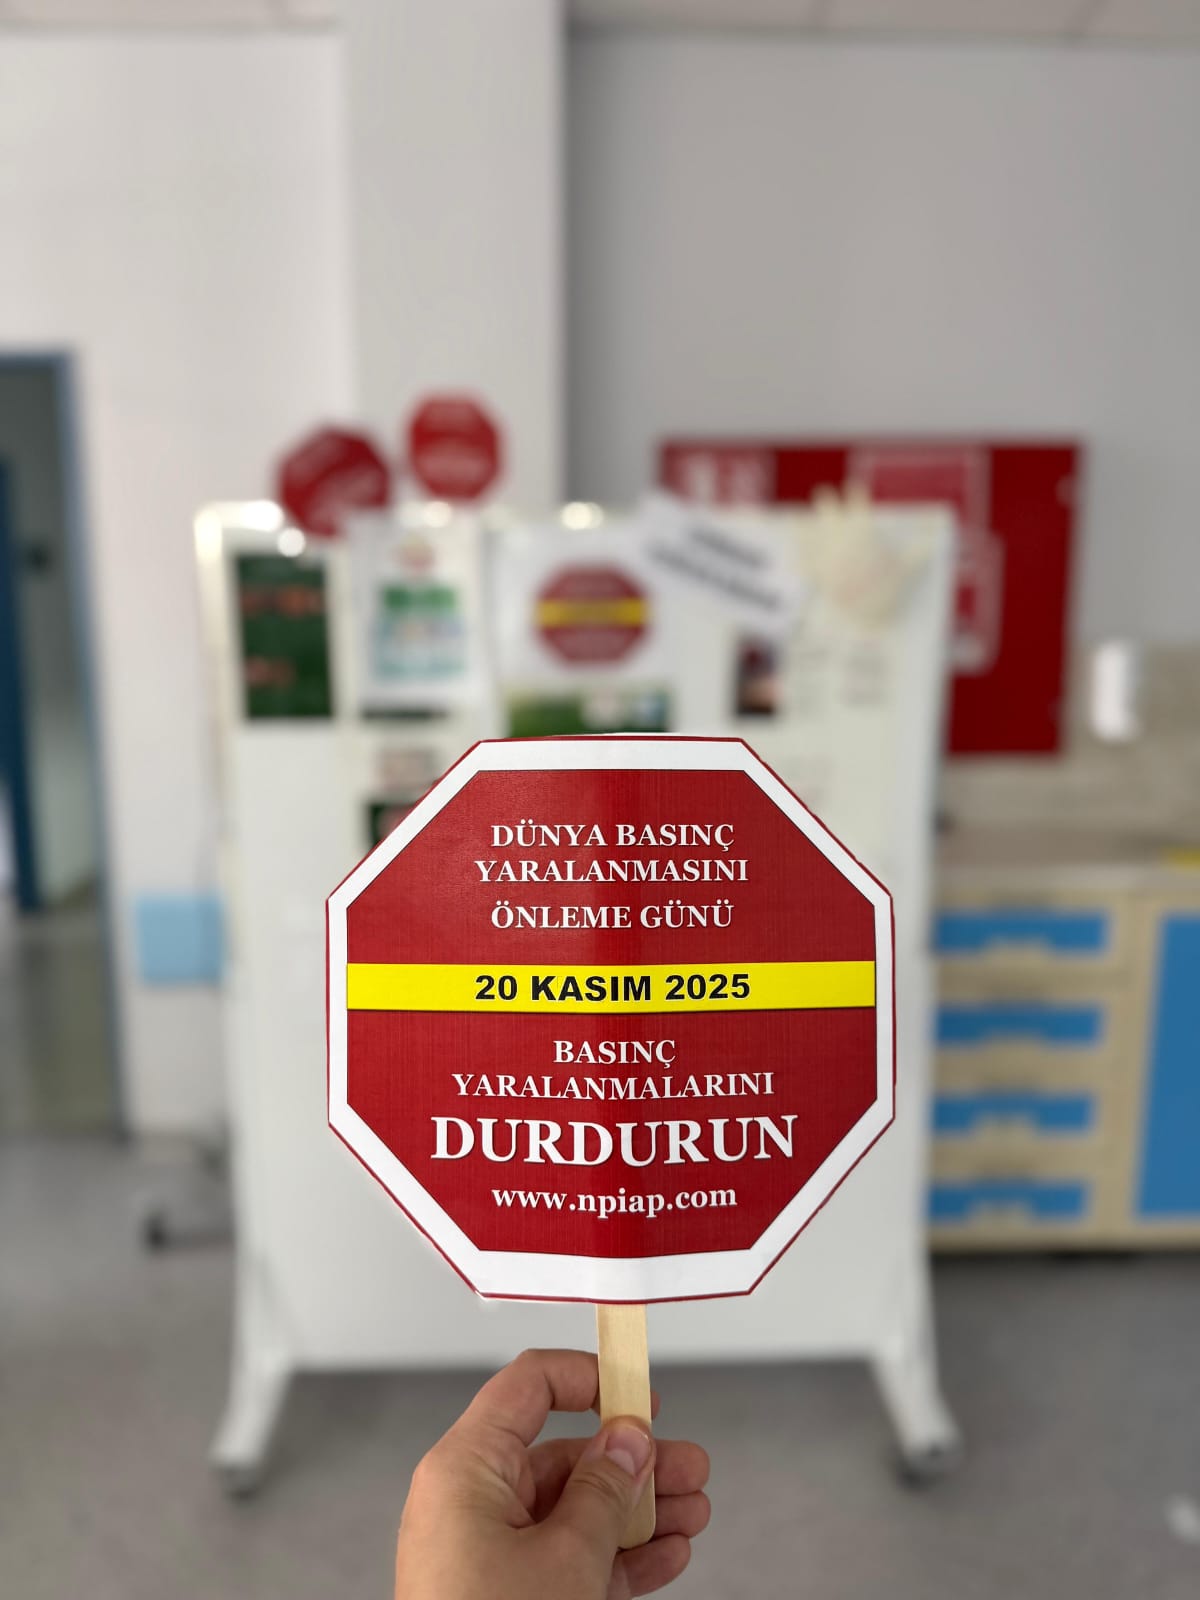 DÜNYA BASINÇ
YARALANMASINI
ÖNLEME GÜNÜ
20 KASIM 2025
BASINÇ
YARALANMALARINI
DURDURUN
www.npiap.com